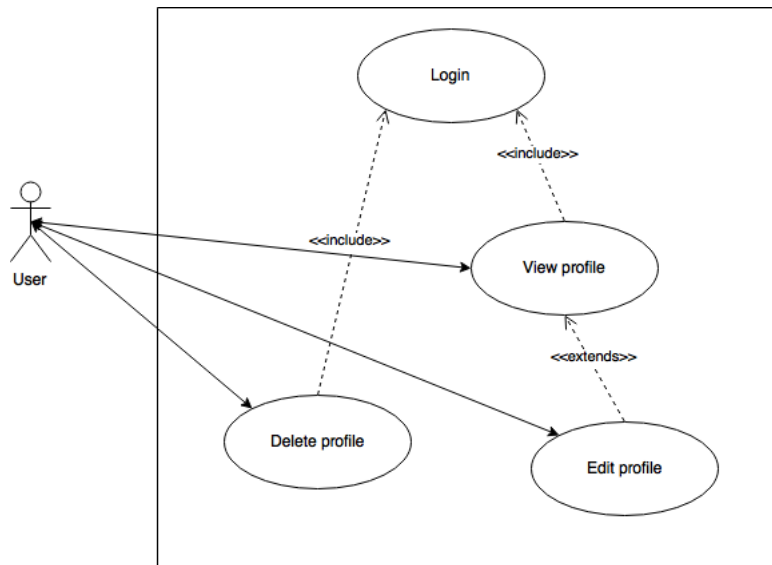 Login
<<include>>
User
<<include>>
View profile
<<extends>>
Delete profile
Edit profile